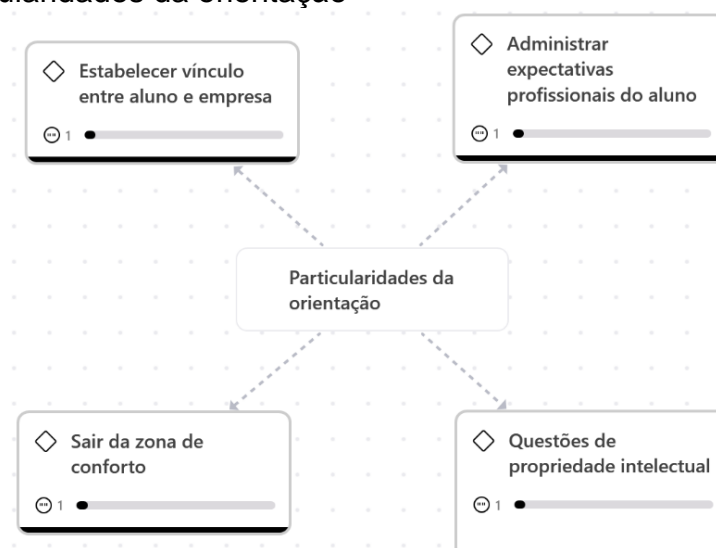 Estabelecer vínculo
entre aluno e empresa
1
Administrar
expectativas
profissionais do aluno
1
Particularidades da
orientação
Sair da zona de
conforto
1
Questões de
propriedade intelectual
1